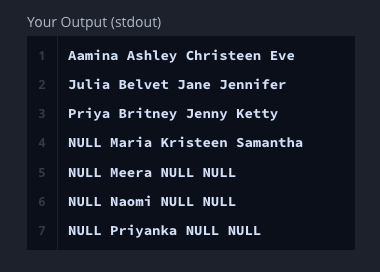 Your Output (stdout)
1 Aamina Ashley Christeen Eve
2 Julia Belvet Jane Jennifer
3 Priya Britney Jenny Ketty
4 NULL Maria Kristeen Samantha
5 NULL Meera NULL NULL
6 NULL Naomi NULL NULL
7 NULL Priyanka NULL NULL